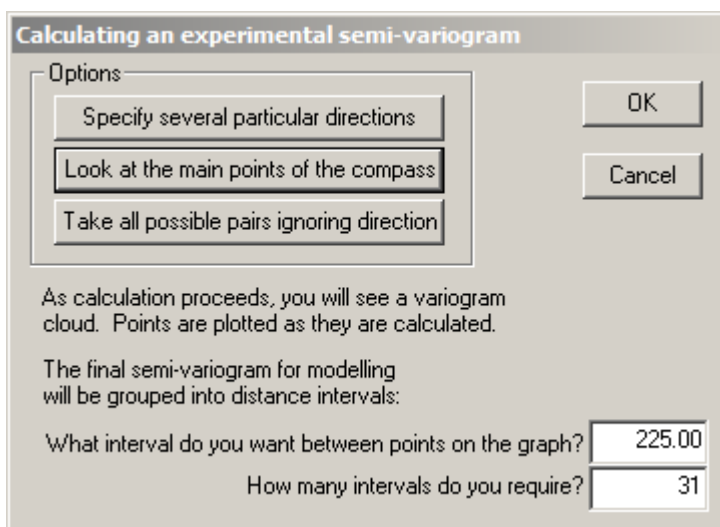 Calculating an experimental semi-variogram
Options
Specify several particular directions
Look at the main points of the compass
Take all possible pairs ignoring direction
OK
Cancel
As calculation proceeds, you will see a variogram
cloud. Points are plotted as they are calculated.
The final semi-variogram for modelling
will be grouped into distance intervals:
What interval do you want between points on the graph? 225.00
How many intervals do you require? 31